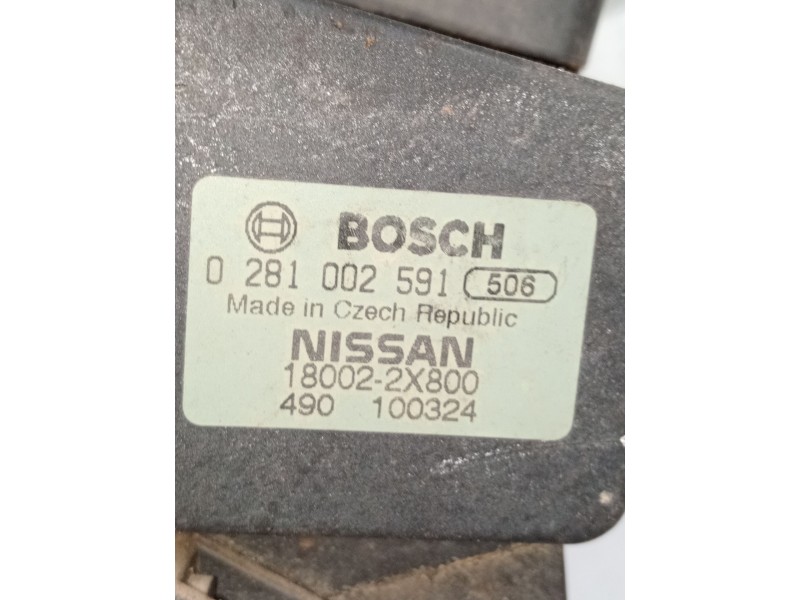 BOSCH
0 281 002 591 506
Made in Czech Republic
NISSAN
18002-2X800
490 100324